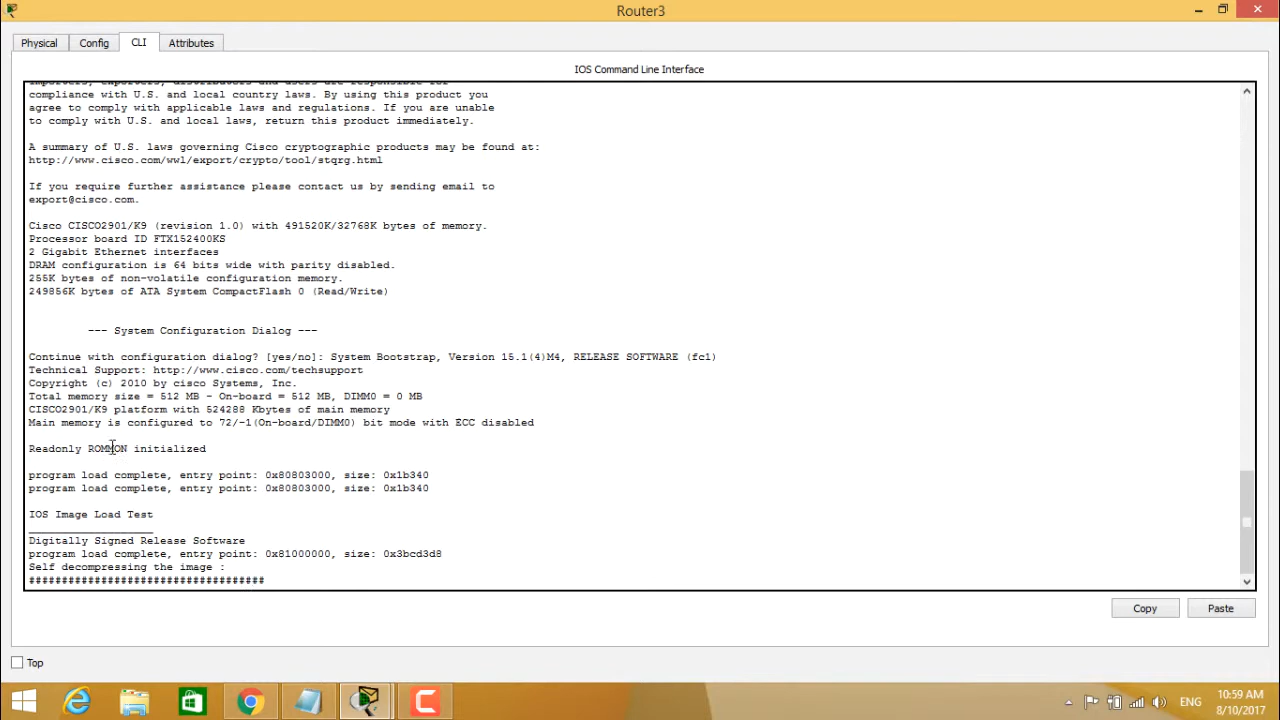 Router3
Physical
Config
CLI
Attributes
IOS Command Line Interface
importers, exporters, distributors and users are responsible for
compliance with U.S. and local country laws. By using this product you
agree to comply with applicable laws and regulations. If you are unable
to comply with U.S. and local laws, return this product immediately.
A summary of U.S. laws governing Cisco cryptographic products may be found at:
http://www.cisco.com/wwl/export/crypto/tool/stqrg.html
If you require further assistance please contact us by sending email to
export@cisco.com.
Cisco CISCO2901/K9 (revision 1.0) with 491520K/32768K bytes of memory.
Processor board ID FTX152400KS
2 Gigabit Ethernet interfaces
DRAM configuration is 64 bits wide with parity disabled.
255K bytes of non-volatile configuration memory.
249856K bytes of ATA System CompactFlash 0 (Read/Write)
--- System Configuration Dialog ---
Continue with configuration dialog? [yes/no]: System Bootstrap, Version 15.1(4)M4, RELEASE SOFTWARE (fc1)
Technical Support: http://www.cisco.com/techsupport
Copyright (c) 2010 by cisco Systems, Inc.
Total memory size = 512 MB - On-board = 512 MB, DIMM0 = 0 MB
CISCO2901/K9 platform with 524288 Kbytes of main memory
Main memory is configured to 72/-1(On-board/DIMM0) bit mode with ECC disabled
Readonly ROMMON initialized
program load complete, entry point: 0x80803000, size: 0x1b340
program load complete, entry point: 0x80803000, size: 0x1b340
IOS Image Load Test
___________________
Digitally Signed Release Software
program load complete, entry point: 0x81000000, size: 0x3bcd3d8
Self decompressing the image :
####################################
Copy
Paste
Top
ENG
10:59 AM
8/10/2017